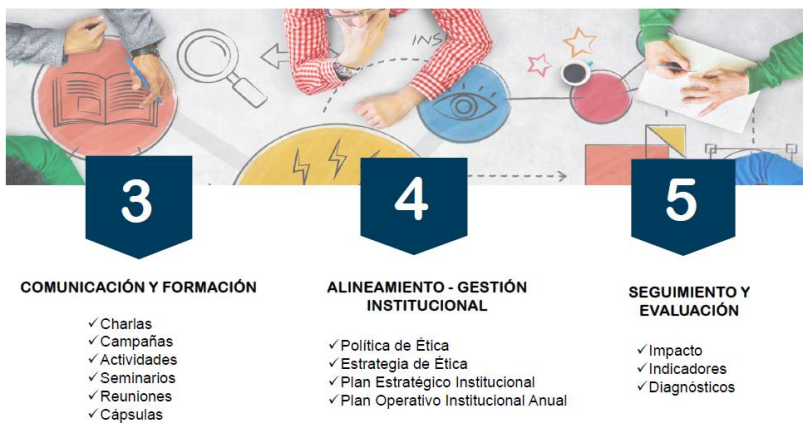 INSPI
3
4
5
COMUNICACIÓN Y FORMACIÓN
✓Charlas
✓Campañas
✓Actividades
✓Seminarios
✓Reuniones
✓Cápsulas
ALINEAMIENTO - GESTIÓN
INSTITUCIONAL
✓Política de Ética
✓Estrategia de Ética
✓Plan Estratégico Institucional
✓Plan Operativo Institucional Anual
SEGUIMIENTO Y
EVALUACIÓN
✓Impacto
✓Indicadores
✓Diagnósticos